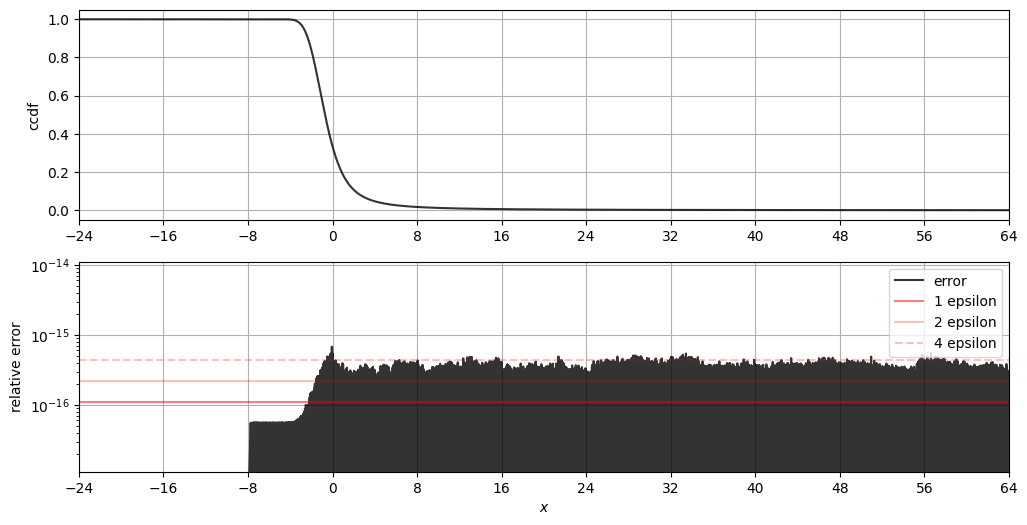 1.0
0.8
0.6
0.4
0.2
0.0
ccdf
−24 −16 −8 0 8 16 24 32 40 48 56 64
10⁻¹⁴
10⁻¹⁵
10⁻¹⁶
relative error
error
1 epsilon
2 epsilon
4 epsilon
−24 −16 −8 0 8 16 24 32 40 48 56 64
x